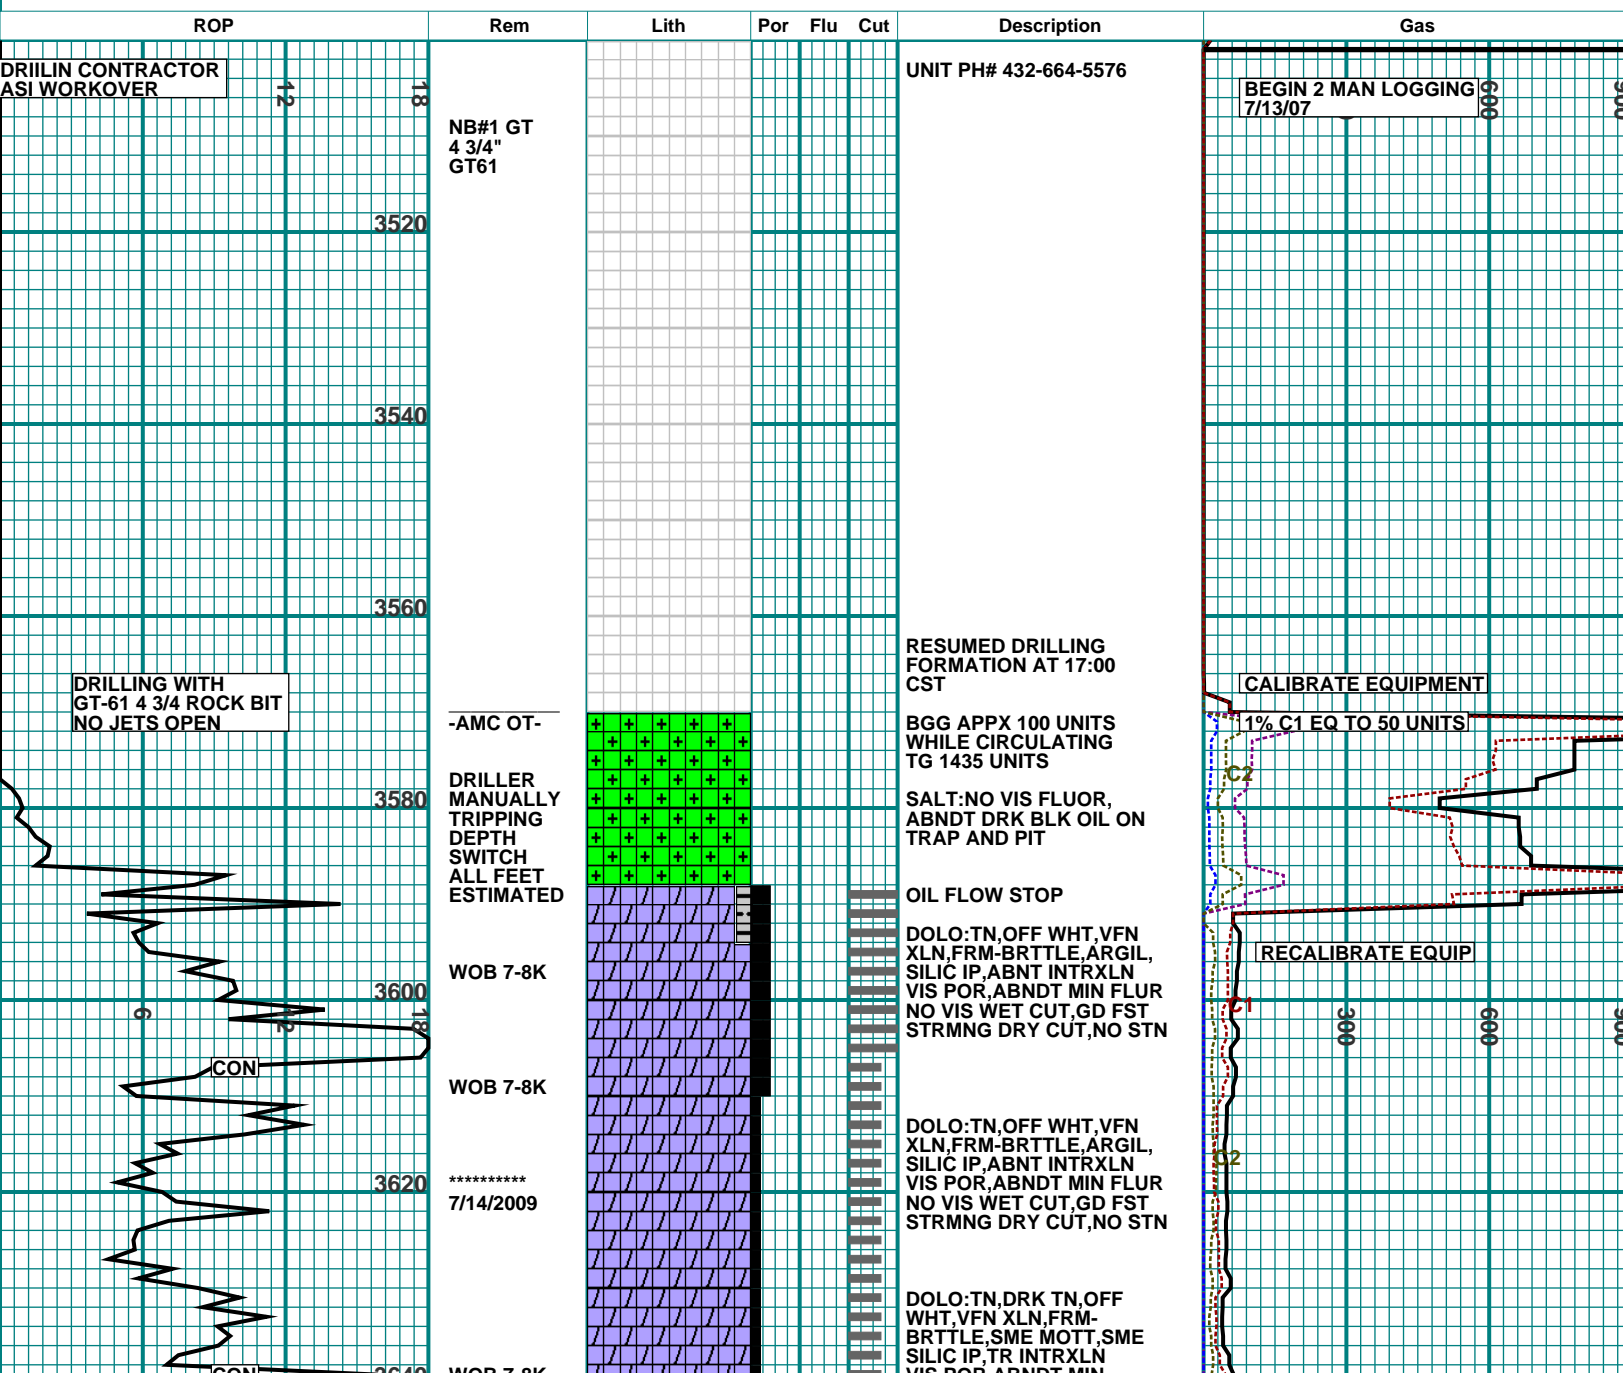 ROP
Rem
Lith
Por
Flu
Cut
Description
Gas
DRIILIN CONTRACTOR
ASI WORKOVER
12
18
NB#1 GT
4 3/4"
GT61
UNIT PH# 432-664-5576
BEGIN 2 MAN LOGGING
7/13/07
600
3520
3540
3560
RESUMED DRILLING
FORMATION AT 17:00
CST
DRILLING WITH
GT-61 4 3/4 ROCK BIT
NO JETS OPEN
-AMC OT-
BGG APPX 100 UNITS
WHILE CIRCULATING
TG 1435 UNITS
CALIBRATE EQUIPMENT
1% C1 EQ TO 50 UNITS
C2
3580
DRILLER
MANUALLY
TRIPPING
DEPTH
SWITCH
ALL FEET
ESTIMATED
SALT:NO VIS FLUOR,
ABNDT DRK BLK OIL ON
TRAP AND PIT
OIL FLOW STOP
DOLO:TN,OFF WHT,VFN
XLN,FRM-BRTTLE,ARGIL,
SILIC IP,ABNT INTRXLN
VIS POR,ABNDT MIN FLUR
NO VIS WET CUT,GD FST
STRMNG DRY CUT,NO STN
RECALIBRATE EQUIP
WOB 7-8K
3600
6
12
18
C1
300
600
900
CON
WOB 7-8K
DOLO:TN,OFF WHT,VFN
XLN,FRM-BRTTLE,ARGIL,
SILIC IP,ABNT INTRXLN
VIS POR,ABNDT MIN FLUR
NO VIS WET CUT,GD FST
STRMNG DRY CUT,NO STN
C2
3620
**********
7/14/2009
DOLO:TN,DRK TN,OFF
WHT,VFN XLN,FRM-
BRTTLE,SME MOTT,SME
SILIC IP,TR INTRXLN
VIS POR,ABNDT MIN
CON
3640
WOB 7-8K